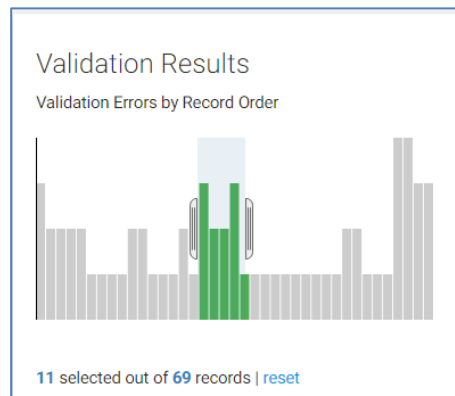 Validation Results
Validation Errors by Record Order
11 selected out of 69 records | reset